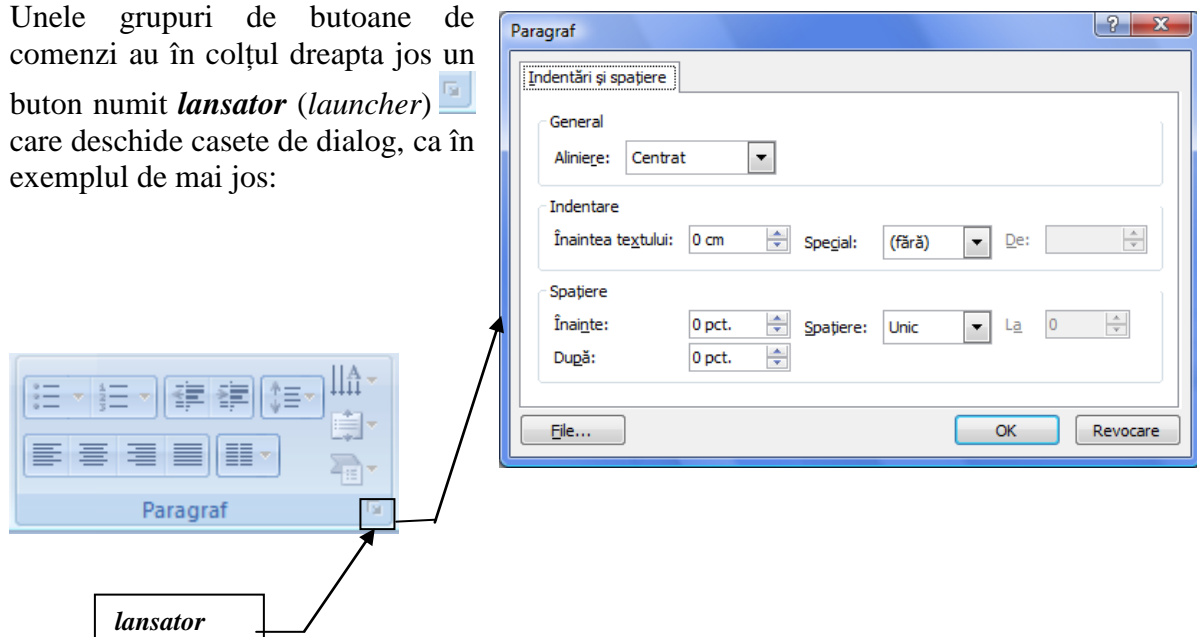 Unele grupuri de butoane de
comenzi au în colțul dreapta jos un
buton numit lansator (launcher)
care deschide casete de dialog, ca în
exemplul de mai jos:
Paragraf
Indentări și spațiere
General
Aliniere: Centrat
Indentare
Înaintea textului: 0 cm Special: (fără) De:
Spațiere
Înainte: 0 pct. Spațiere: Unic La 0
După: 0 pct.
File... OK Revocare
Paragraf
lansator